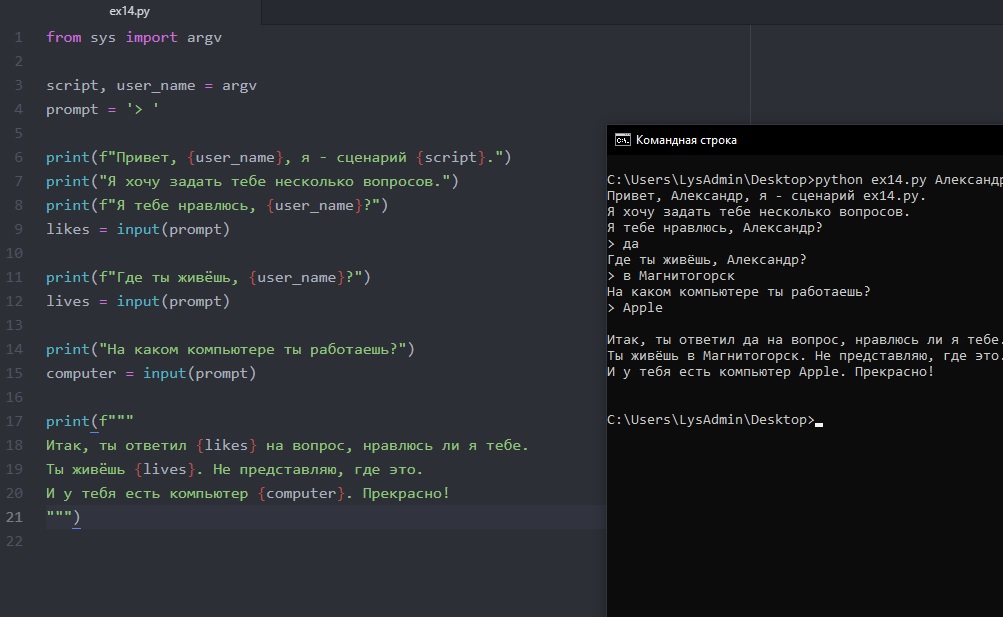 ex14.py
1 from sys import argv
2
3 script, user_name = argv
4 prompt = '> '
5
6 print(f"Привет, {user_name}, я - сценарий {script}.")
7 print("Я хочу задать тебе несколько вопросов.")
8 print(f"Я тебе нравлюсь, {user_name}?")
9 likes = input(prompt)
10
11 print(f"Где ты живёшь, {user_name}?")
12 lives = input(prompt)
13
14 print("На каком компьютере ты работаешь?")
15 computer = input(prompt)
16
17 print(f"""
18 Итак, ты ответил {likes} на вопрос, нравлюсь ли я тебе.
19 Ты живёшь {lives}. Не представляю, где это.
20 И у тебя есть компьютер {computer}. Прекрасно!
21 """)
22
Командная строка
C:\Users\LysAdmin\Desktop>python ex14.py Александр
Привет, Александр, я - сценарий ex14.py.
Я хочу задать тебе несколько вопросов.
Я тебе нравлюсь, Александр?
> да
Где ты живёшь, Александр?
> в Магнитогорск
На каком компьютере ты работаешь?
> Apple
Итак, ты ответил да на вопрос, нравлюсь ли я тебе.
Ты живёшь в Магнитогорск. Не представляю, где это.
И у тебя есть компьютер Apple. Прекрасно!
C:\Users\LysAdmin\Desktop>